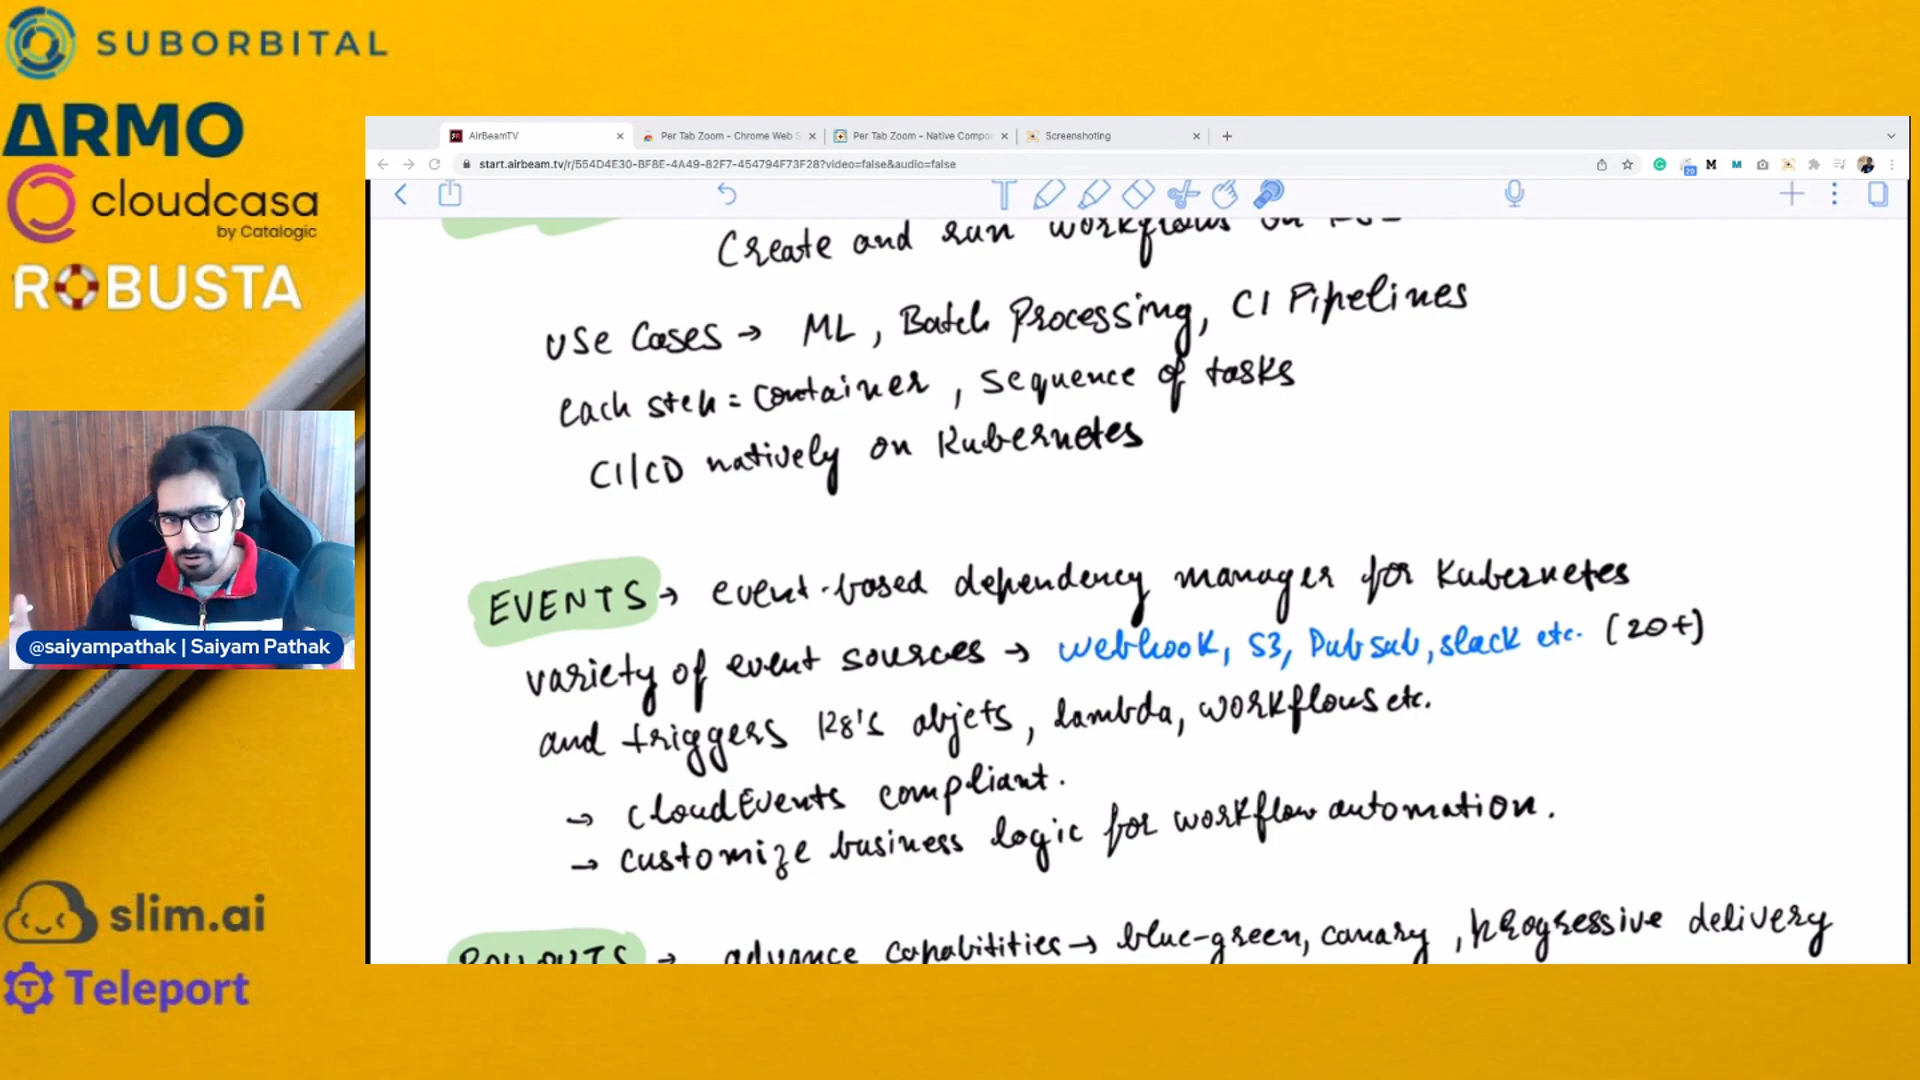 SUBORBITAL
ARMO
cloudcasa
by Catalogic
ROBUSTA
@saiyampathak | Saiyam Pathak
slim.ai
Teleport
AirBeamTV
Per Tab Zoom - Chrome Web S
Per Tab Zoom - Native Compo
Screenshoting
start.airbeam.tv/r/554D4E30-BF8E-4A49-82F7-454794F73F28?video=false&audio=false
Create and run workflows on
Use Cases → ML, Batch Processing, CI Pipelines
each step = container, sequence of tasks
CI/CD natively on Kubernetes
EVENTS → event-based dependency manager for Kubernetes
variety of event sources → webhook, S3, Pubsub, slack etc. (20+)
and triggers K8's objets, lambda, workflows etc.
→ cloudEvents compliant.
→ customize business logic for workflow automation.
ROLLOUTS → advance capabitities → blue-green, canary, progressive delivery